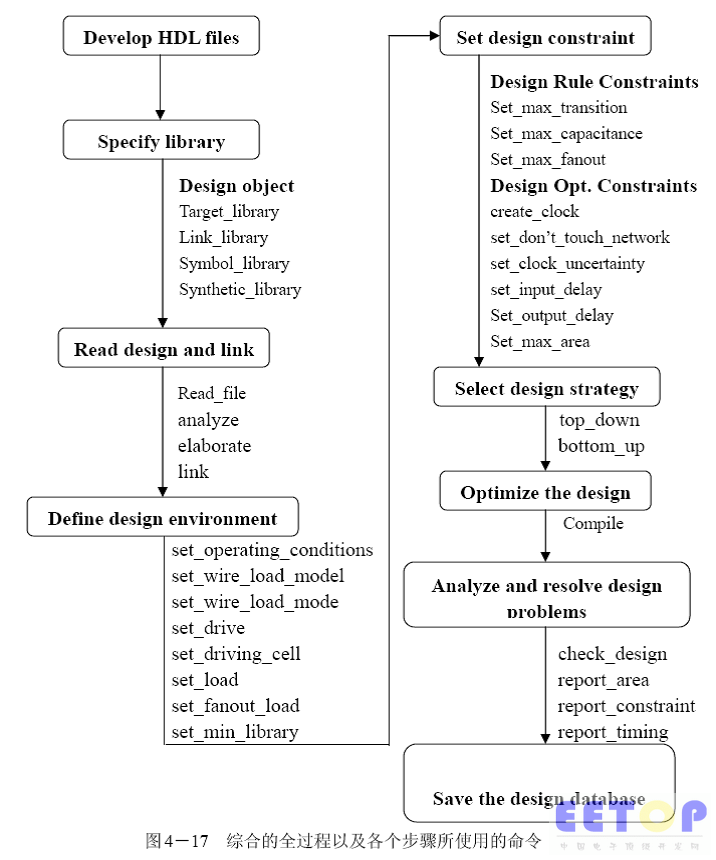 Develop HDL files
Specify library
Design object
Target_library
Link_library
Symbol_library
Synthetic_library
Read design and link
Read_file
analyze
elaborate
link
Define design environment
set_operating_conditions
set_wire_load_model
set_wire_load_mode
set_drive
set_driving_cell
set_load
set_fanout_load
set_min_library
Set design constraint
Design Rule Constraints
Set_max_transition
Set_max_capacitance
Set_max_fanout
Design Opt. Constraints
create_clock
set_don’t_touch_network
set_clock_uncertainty
set_input_delay
Set_output_delay
Set_max_area
Select design strategy
top_down
bottom_up
Optimize the design
Compile
Analyze and resolve design
problems
check_design
report_area
report_constraint
report_timing
Save the design database
EETOP
图4－17 综合的全过程以及各个步骤所使用的命令